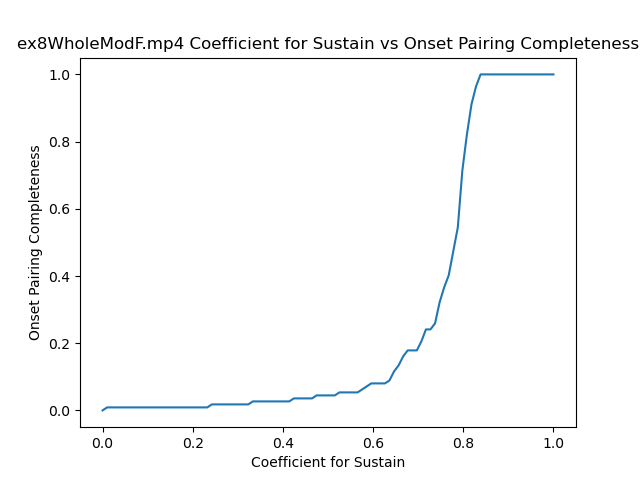 ex8WholeModF.mp4 Coefficient for Sustain vs Onset Pairing Completeness
1.0
0.8
0.6
0.4
0.2
0.0
Onset Pairing Completeness
0.0 0.2 0.4 0.6 0.8 1.0
Coefficient for Sustain